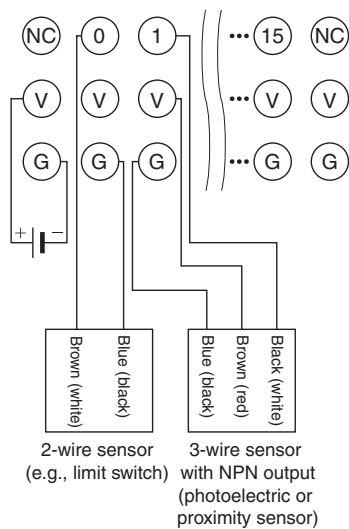 NC 0 1 ••• 15 NC
V V V ••• V V
G G G ••• G G
+ −
Brown (white)
Blue (black)
Blue (black)
Brown (red)
Black (white)
2-wire sensor
(e.g., limit switch)
3-wire sensor
with NPN output
(photoelectric or
proximity sensor)